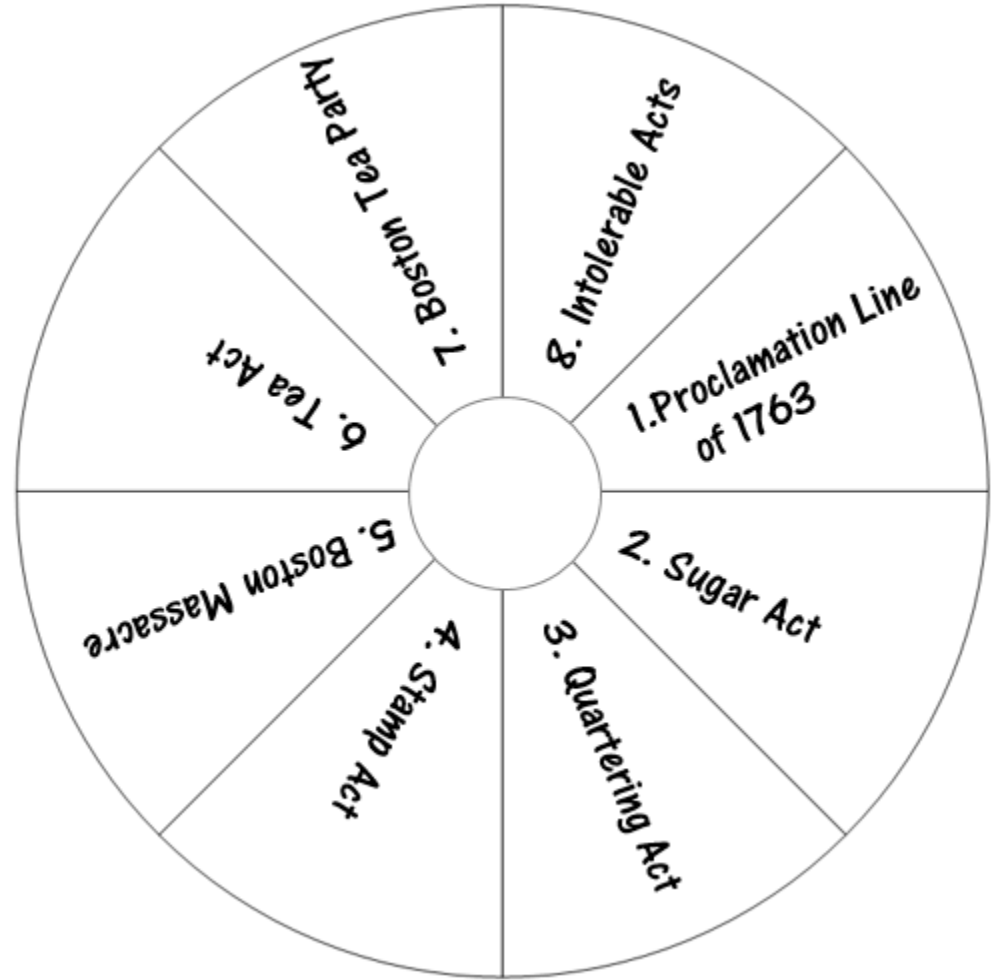 1.Proclamation Line
of 1763
2. Sugar Act
3. Quartering Act
4. Stamp Act
5. Boston Massacre
6. Tea Act
7. Boston Tea Party
8. Intolerable Acts